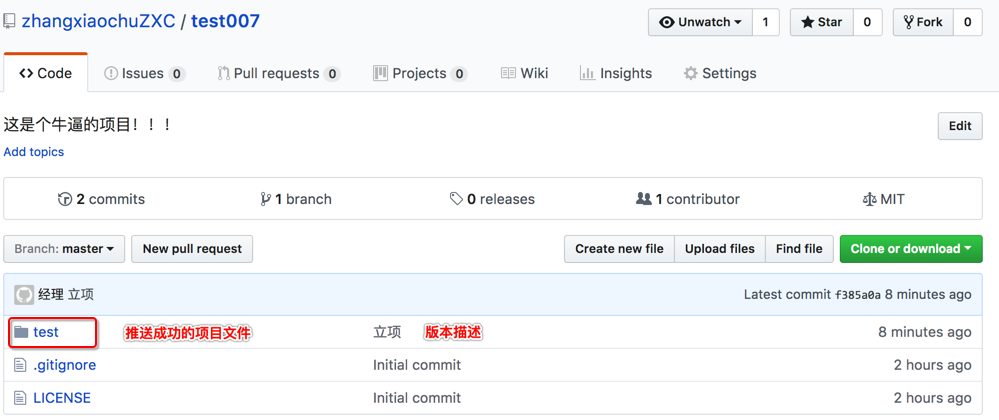 zhangxiaochuZXC / test007
Unwatch 1 Star 0 Fork 0
Code Issues 0 Pull requests 0 Projects 0 Wiki Insights Settings
这是个牛逼的项目！！！
Edit
Add topics
2 commits 1 branch 0 releases 1 contributor MIT
Branch: master New pull request Create new file Upload files Find file Clone or download
经理 立项 Latest commit f385a0a 8 minutes ago
test 推送成功的项目文件 立项 版本描述 8 minutes ago
.gitignore Initial commit 2 hours ago
LICENSE Initial commit 2 hours ago